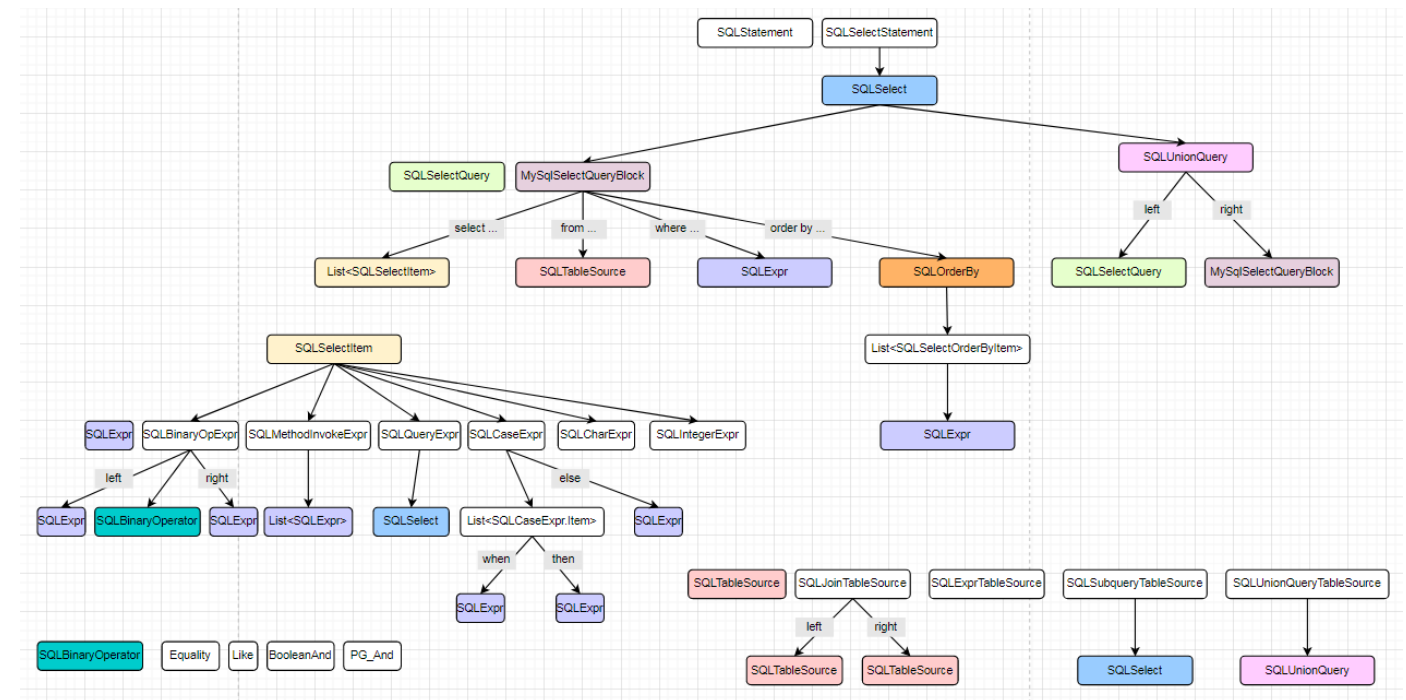 SQLStatement
SQLSelectStatement
SQLSelect
SQLUnionQuery
SQLSelectQuery
MySqlSelectQueryBlock
left
right
select ...
from ...
where ...
order by ...
List<SQLSelectItem>
SQLTableSource
SQLExpr
SQLOrderBy
SQLSelectQuery
MySqlSelectQueryBlock
SQLSelectItem
List<SQLSelectOrderByItem>
SQLExpr
SQLBinaryOpExpr
SQLMethodInvokeExpr
SQLQueryExpr
SQLCaseExpr
SQLCharExpr
SQLIntegerExpr
SQLExpr
left
right
else
SQLExpr
SQLBinaryOperator
SQLExpr
List<SQLExpr>
SQLSelect
List<SQLCaseExpr.Item>
SQLExpr
when
then
SQLExpr
SQLExpr
SQLTableSource
SQLJoinTableSource
SQLExprTableSource
SQLSubqueryTableSource
SQLUnionQueryTableSource
left
right
SQLTableSource
SQLTableSource
SQLSelect
SQLUnionQuery
SQLBinaryOperator
Equality
Like
BooleanAnd
PG_And